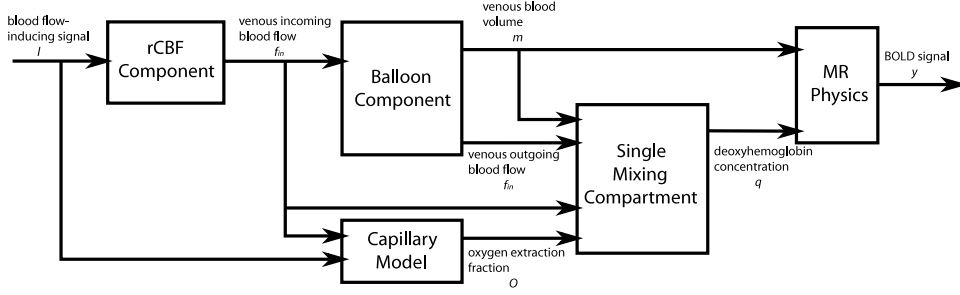 blood flow-
inducing signal
I
rCBF
Component
venous incoming
blood flow
f_in
Balloon
Component
venous blood
volume
m
venous outgoing
blood flow
f_in
Capillary
Model
oxygen extraction
fraction
O
Single
Mixing
Compartment
deoxyhemoglobin
concentration
q
MR
Physics
BOLD signal
y